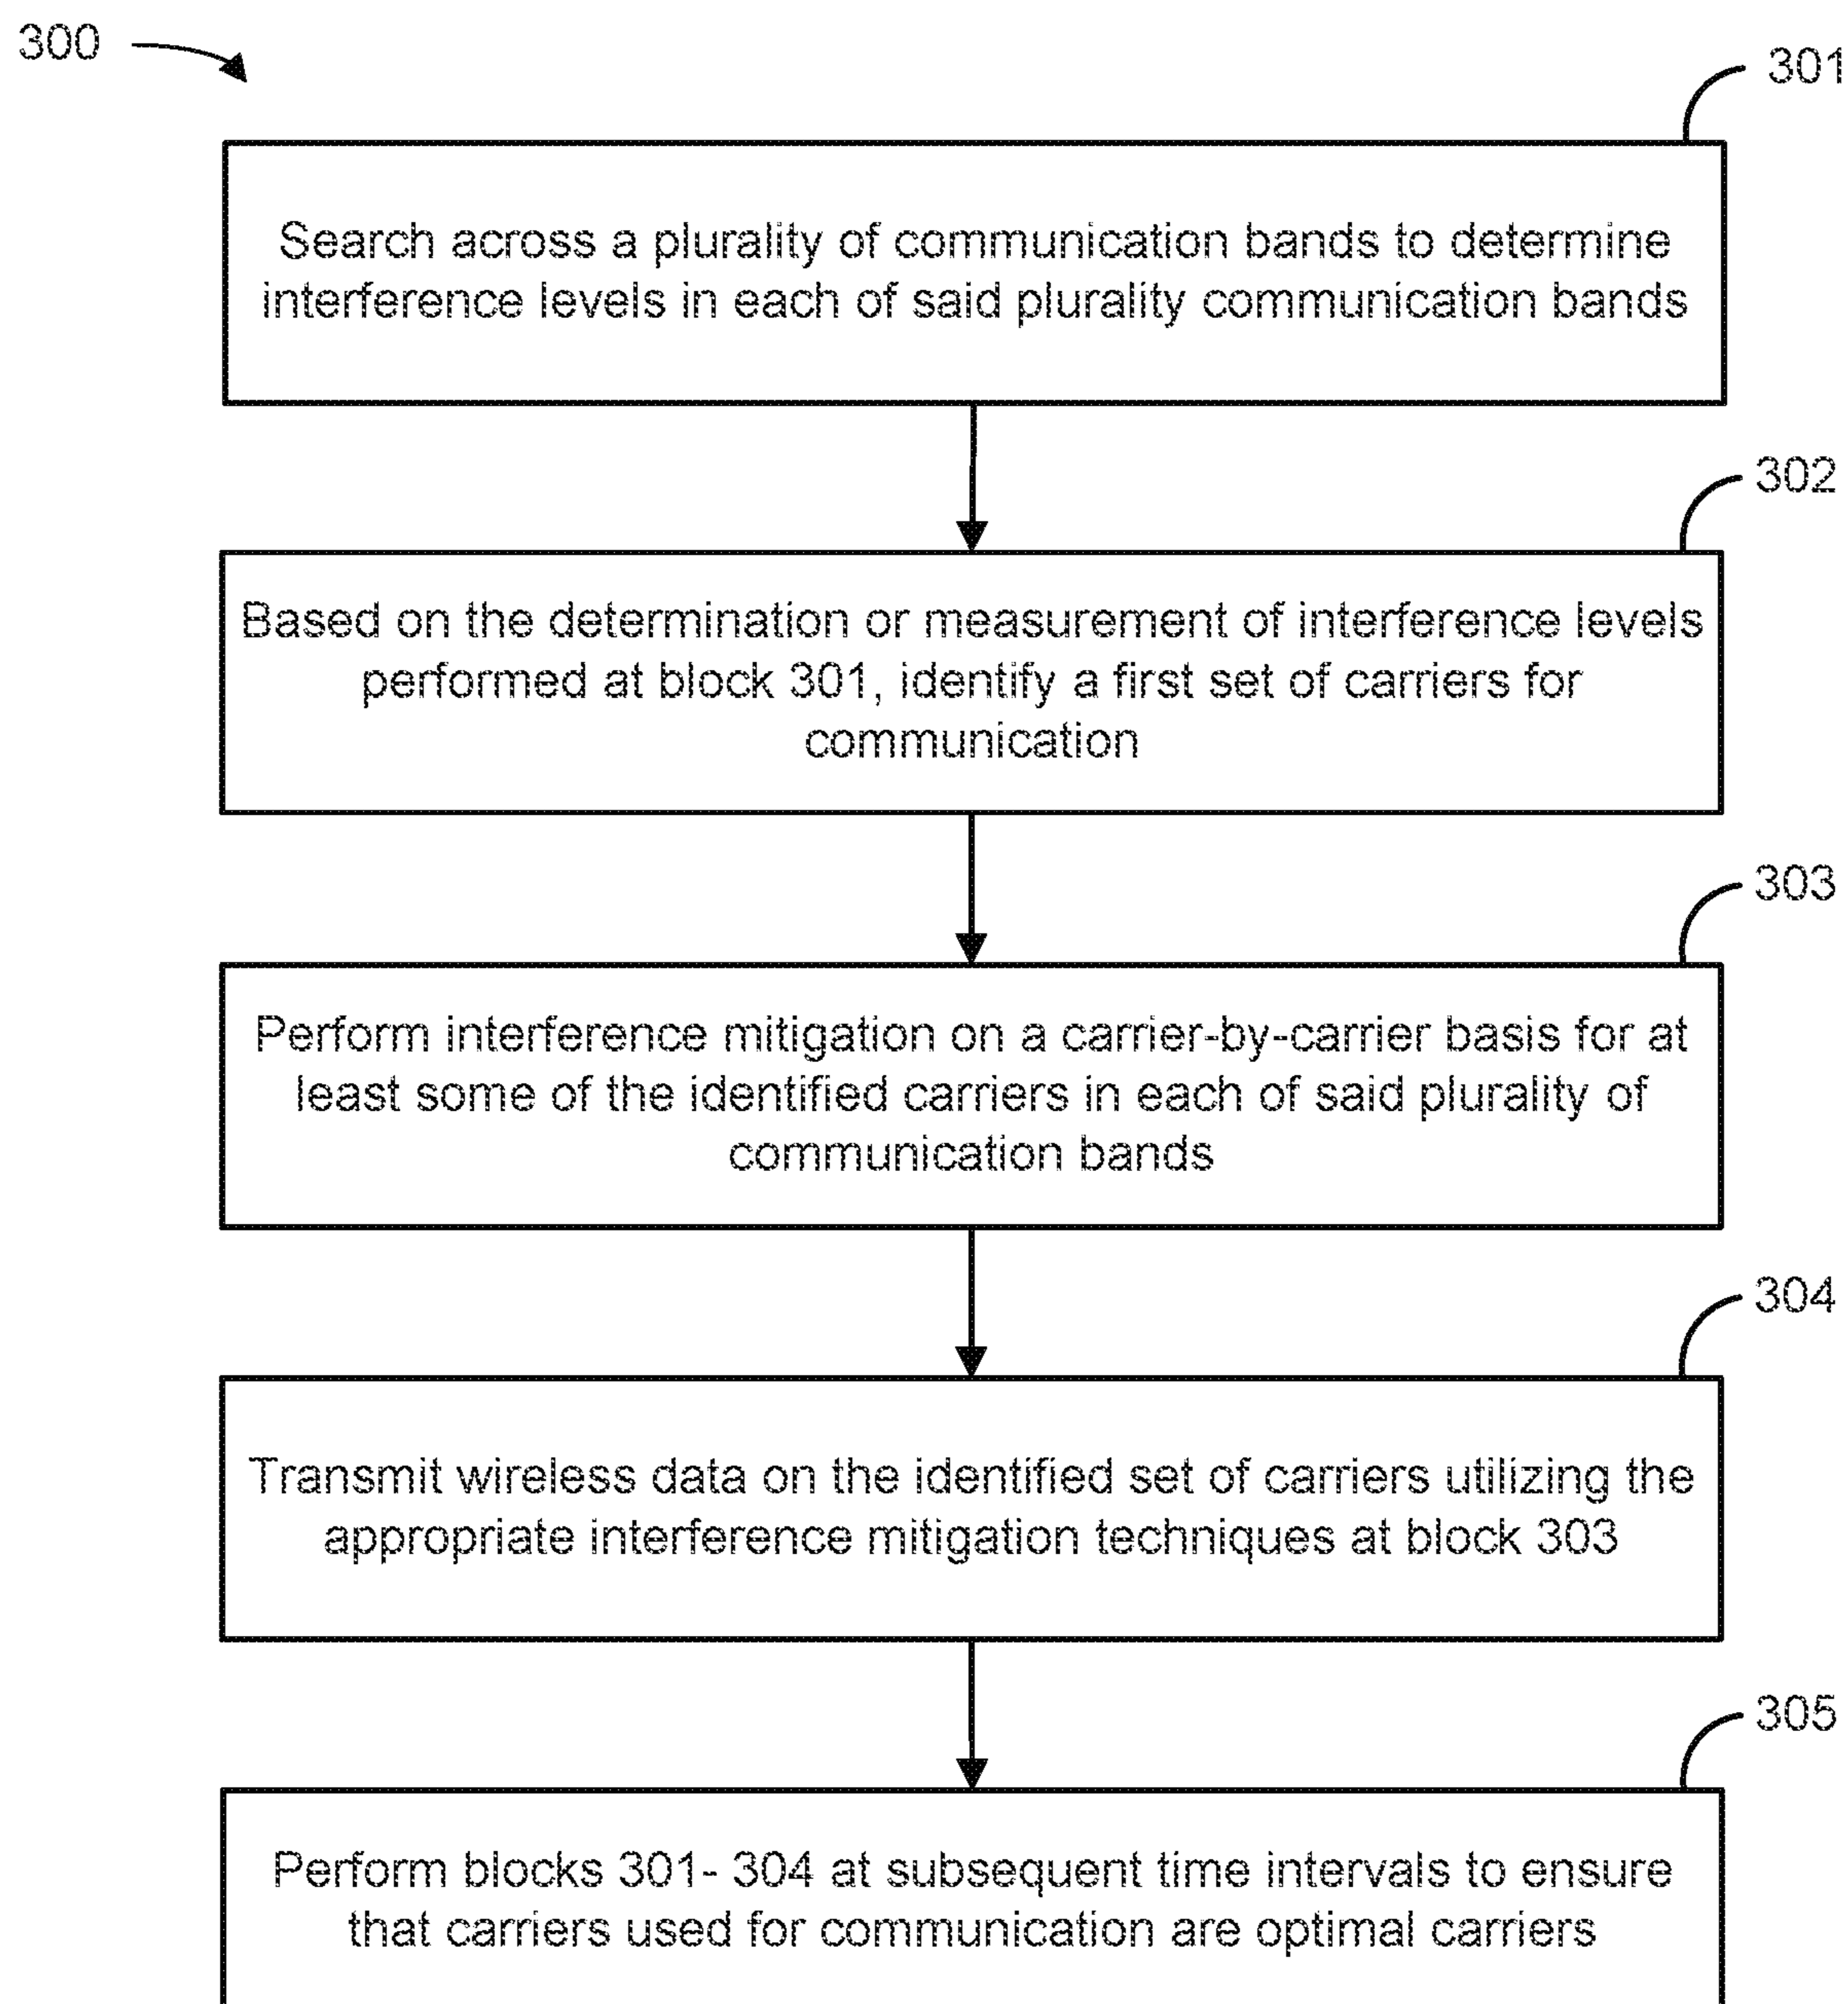 300
301
Search across a plurality of communication bands to determine
interference levels in each of said plurality communication bands
302
Based on the determination or measurement of interference levels
performed at block 301, identify a first set of carriers for
communication
303
Perform interference mitigation on a carrier-by-carrier basis for at
least some of the identified carriers in each of said plurality of
communication bands
304
Transmit wireless data on the identified set of carriers utilizing the
appropriate interference mitigation techniques at block 303
305
Perform blocks 301- 304 at subsequent time intervals to ensure
that carriers used for communication are optimal carriers